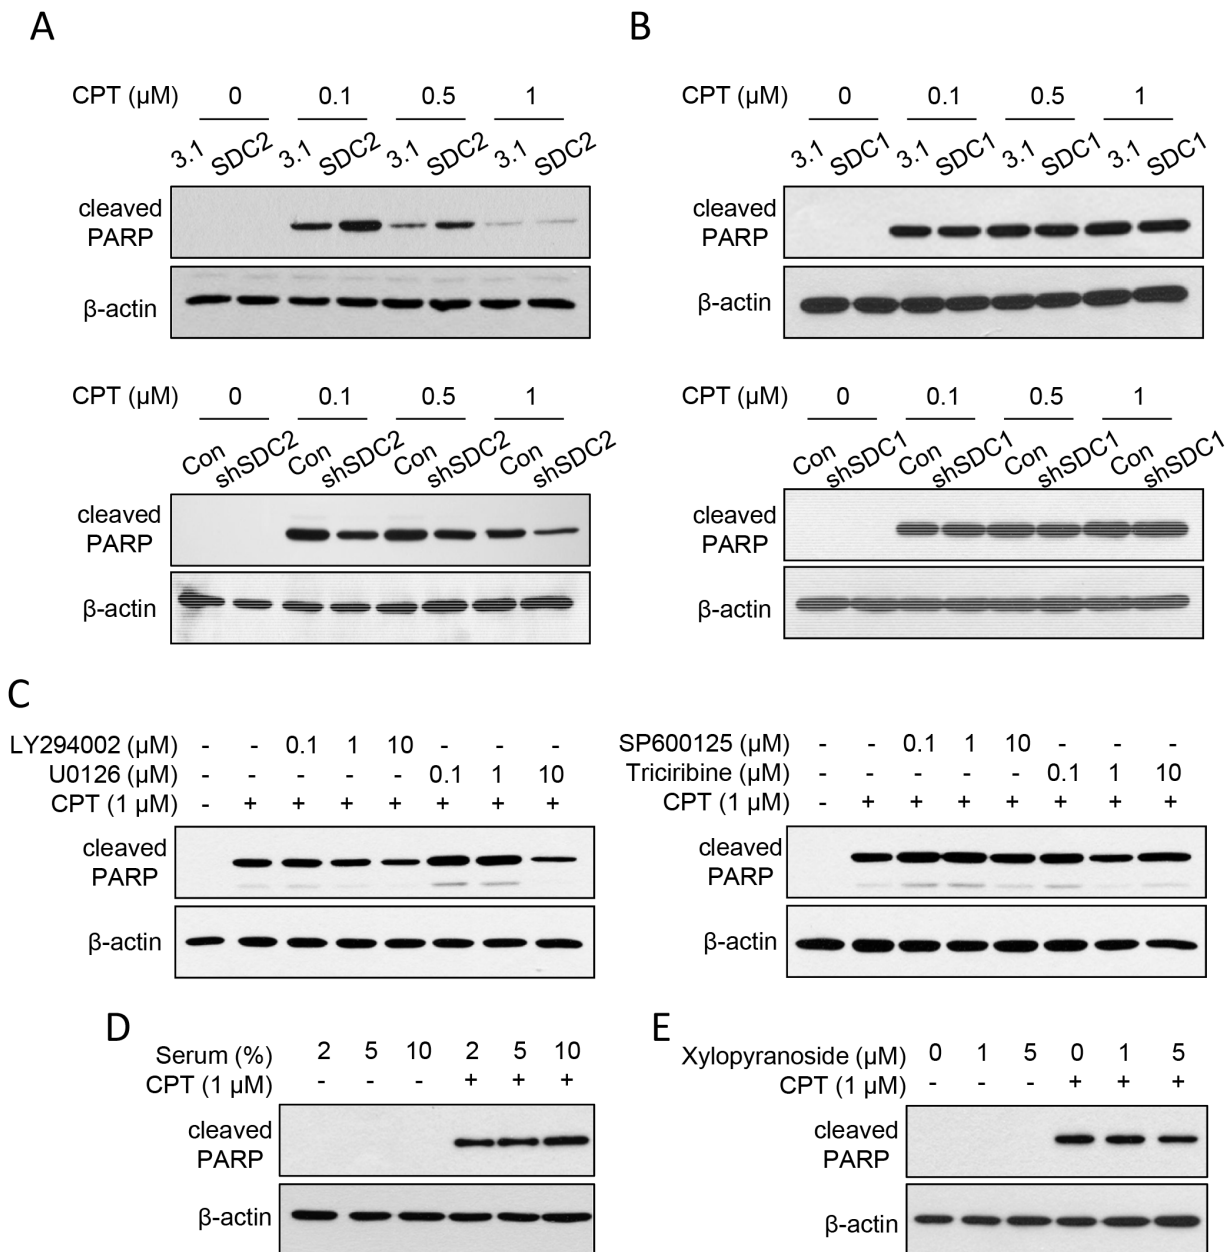 A
CPT (μM) 0 0.1 0.5 1
3.1 SDC2 3.1 SDC2 3.1 SDC2 3.1 SDC2
cleaved
PARP
β-actin
CPT (μM) 0 0.1 0.5 1
Con shSDC2 Con shSDC2 Con shSDC2 Con shSDC2
cleaved
PARP
β-actin
B
CPT (μM) 0 0.1 0.5 1
3.1 SDC1 3.1 SDC1 3.1 SDC1 3.1 SDC1
cleaved
PARP
β-actin
CPT (μM) 0 0.1 0.5 1
Con shSDC1 Con shSDC1 Con shSDC1 Con shSDC1
cleaved
PARP
β-actin
C
LY294002 (μM) - - 0.1 1 10 - - -
U0126 (μM) - - - - - 0.1 1 10
CPT (1 μM) - + + + + + + +
cleaved
PARP
β-actin
SP600125 (μM) - - 0.1 1 10 - - -
Triciribine (μM) - - - - - 0.1 1 10
CPT (1 μM) - + + + + + + +
cleaved
PARP
β-actin
D
Serum (%) 2 5 10 2 5 10
CPT (1 μM) - - - + + +
cleaved
PARP
β-actin
E
Xylopyranoside (μM) 0 1 5 0 1 5
CPT (1 μM) - - - + + +
cleaved
PARP
β-actin